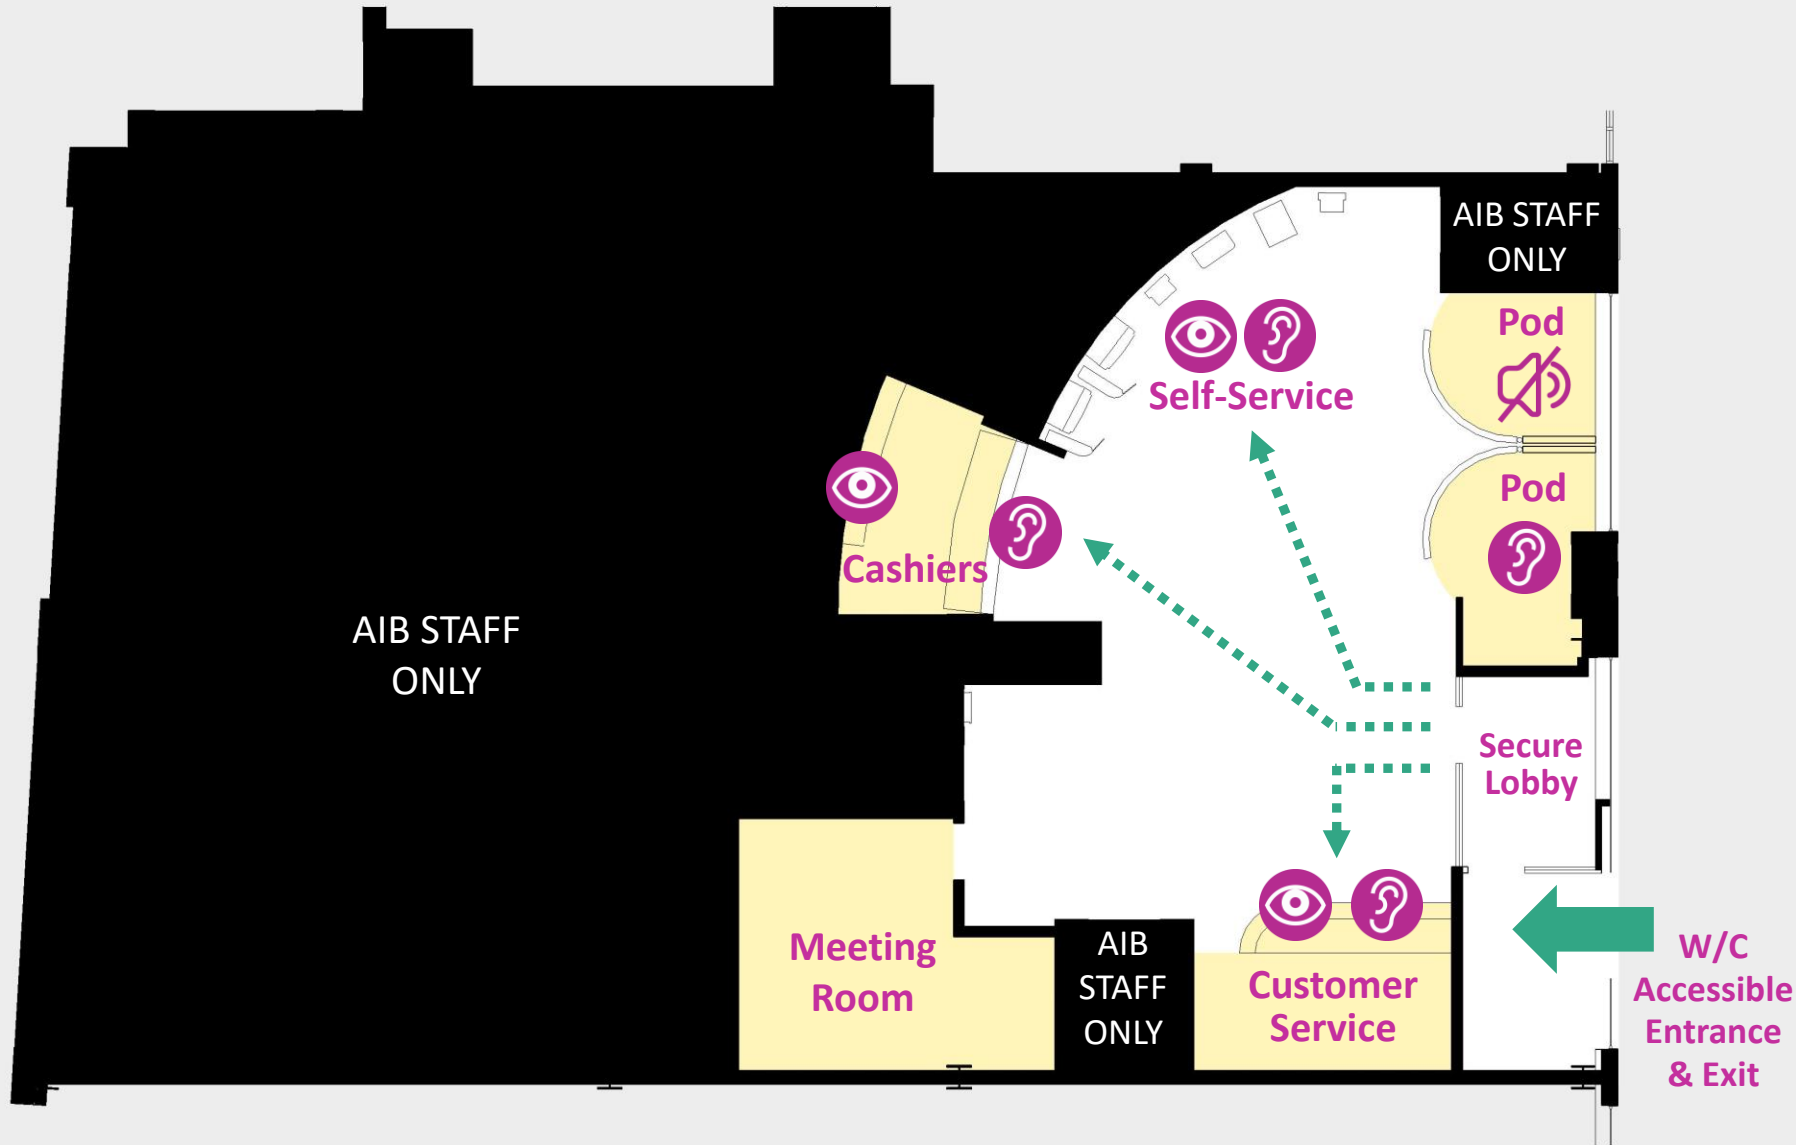 AIB STAFF
ONLY
Pod
Self-Service
Pod
Cashiers
AIB STAFF
ONLY
Secure
Lobby
Meeting
Room
AIB
STAFF
ONLY
Customer
Service
W/C
Accessible
Entrance
& Exit